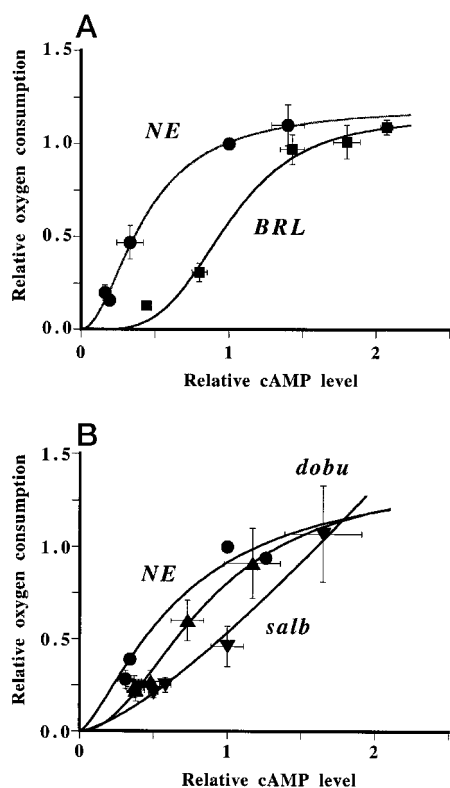 A
1.5
1.0
0.5
0.0
Relative oxygen consumption
NE
BRL
0
1
2
Relative cAMP level
B
1.5
1.0
0.5
0.0
Relative oxygen consumption
dobu
NE
salb
0
1
2
Relative cAMP level